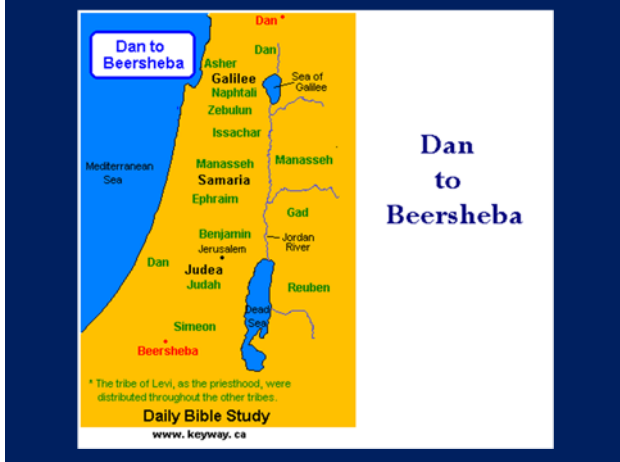 Dan to
Beersheba
Dan *
Dan
Asher
Galilee
Naphtali
Sea of
Galilee
Zebulun
Issachar
Mediterranean
Sea
Manasseh
Manasseh
Samaria
Ephraim
Gad
Benjamin
Jerusalem
Jordan
River
Dan
Judea
Judah
Reuben
Dead
Sea
Simeon
Beersheba
* The tribe of Levi, as the priesthood, were
distributed throughout the other tribes.
Daily Bible Study
www.keyway.ca
Dan
to
Beersheba